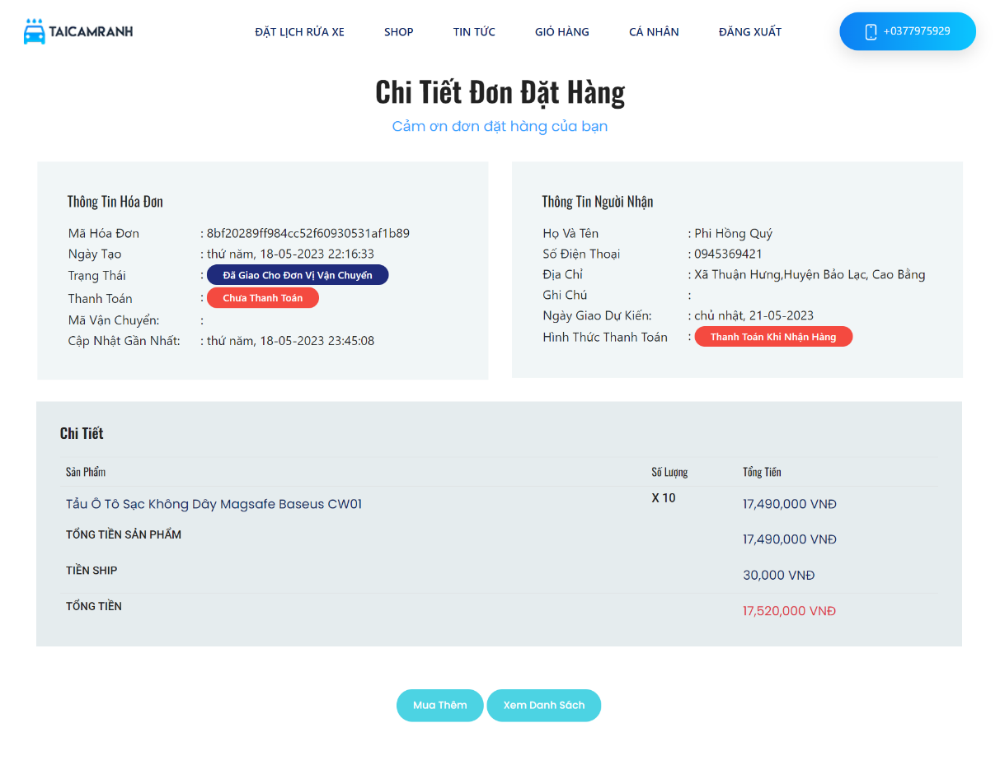 TAICAMRANH
ĐẶT LỊCH RỬA XE SHOP TIN TỨC GIỎ HÀNG CÁ NHÂN ĐĂNG XUẤT +0377975929
Chi Tiết Đơn Đặt Hàng
Cảm ơn đơn đặt hàng của bạn
Thông Tin Hóa Đơn
Mã Hóa Đơn : 8bf20289ff984cc52f60930531af1b89
Ngày Tạo : thứ năm, 18-05-2023 22:16:33
Trạng Thái : Đã Giao Cho Đơn Vị Vận Chuyển
Thanh Toán : Chưa Thanh Toán
Mã Vận Chuyển: :
Cập Nhật Gần Nhất: : thứ năm, 18-05-2023 23:45:08
Thông Tin Người Nhận
Họ Và Tên : Phi Hồng Quý
Số Điện Thoại : 0945369421
Địa Chỉ : Xã Thuận Hưng,Huyện Bảo Lạc, Cao Bằng
Ghi Chú :
Ngày Giao Dự Kiến: : chủ nhật, 21-05-2023
Hình Thức Thanh Toán : Thanh Toán Khi Nhận Hàng
Chi Tiết
Sản Phẩm Số Lượng Tổng Tiền
Tẩu Ô Tô Sạc Không Dây Magsafe Baseus CW01 X 10 17,490,000 VNĐ
TỔNG TIỀN SẢN PHẨM 17,490,000 VNĐ
TIỀN SHIP 30,000 VNĐ
TỔNG TIỀN 17,520,000 VNĐ
Mua Thêm Xem Danh Sách